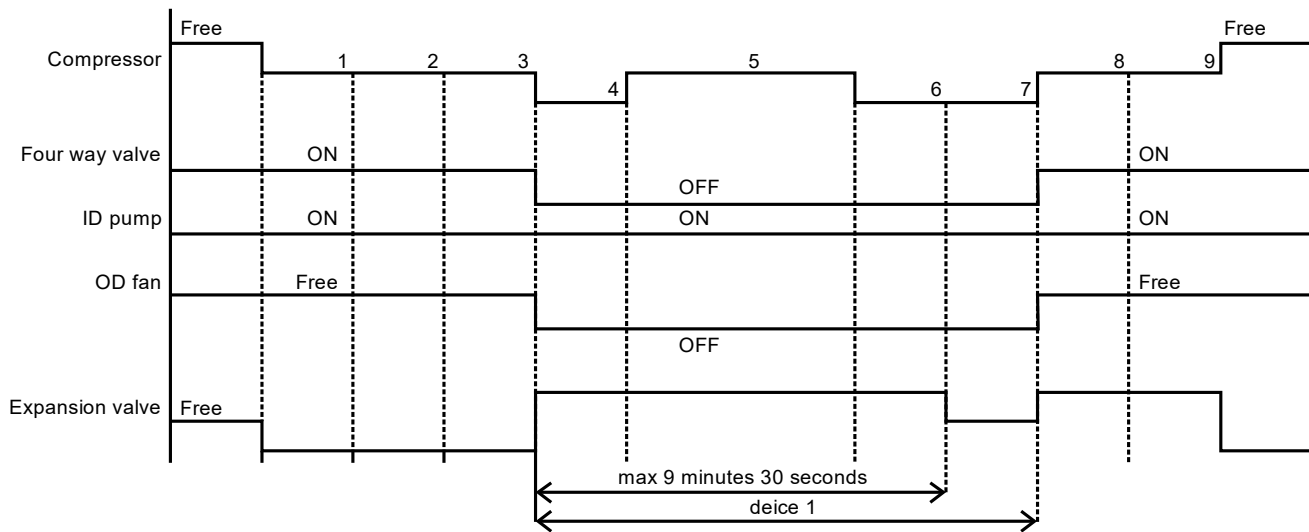 Free Free
Compressor 1 2 3 4 5 6 7 8 9
Four way valve ON OFF ON
ID pump ON ON ON
OD fan Free OFF Free
Expansion valve Free
max 9 minutes 30 seconds
deice 1